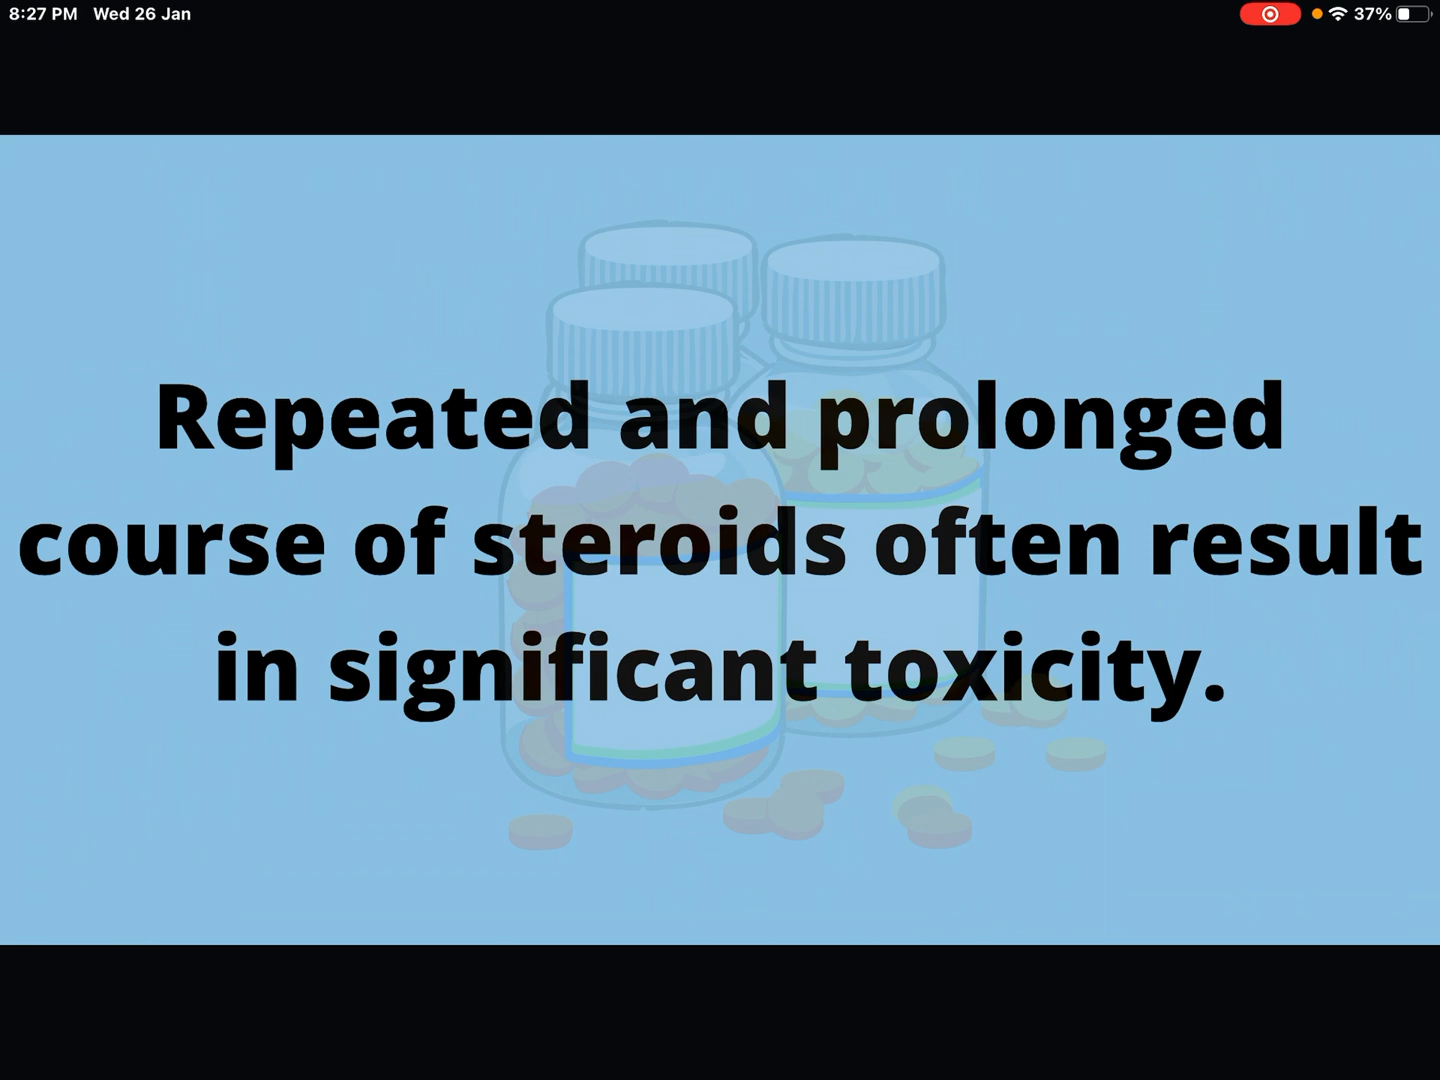 8:27 PM Wed 26 Jan 37%
Repeated and prolonged
course of steroids often result
in significant toxicity.